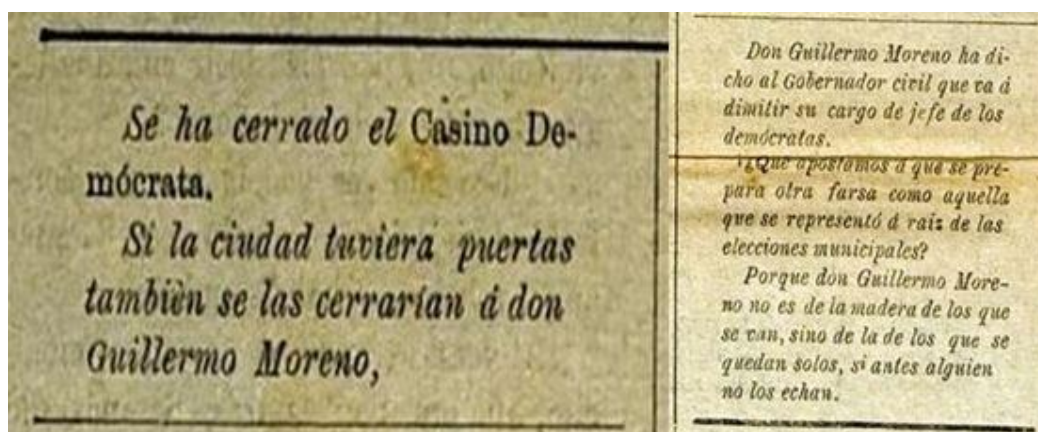 Se ha cerrado el Casino De-
mócrata.
Si la ciudad tuviera puertas
también se las cerrarían á don
Guillermo Moreno,
Don Guillermo Moreno ha di-
cho al Gobernador civil que va á
dimitir su cargo de jefe de los
demócratas.
¿Que apostamos á que se pre-
para otra farsa como aquella
que se representó á raiz de las
elecciones municipales?
Porque don Guillermo More-
no no es de la madera de los que
se van, sino de la de los que se
quedan solos, si antes alguien
no los echan.